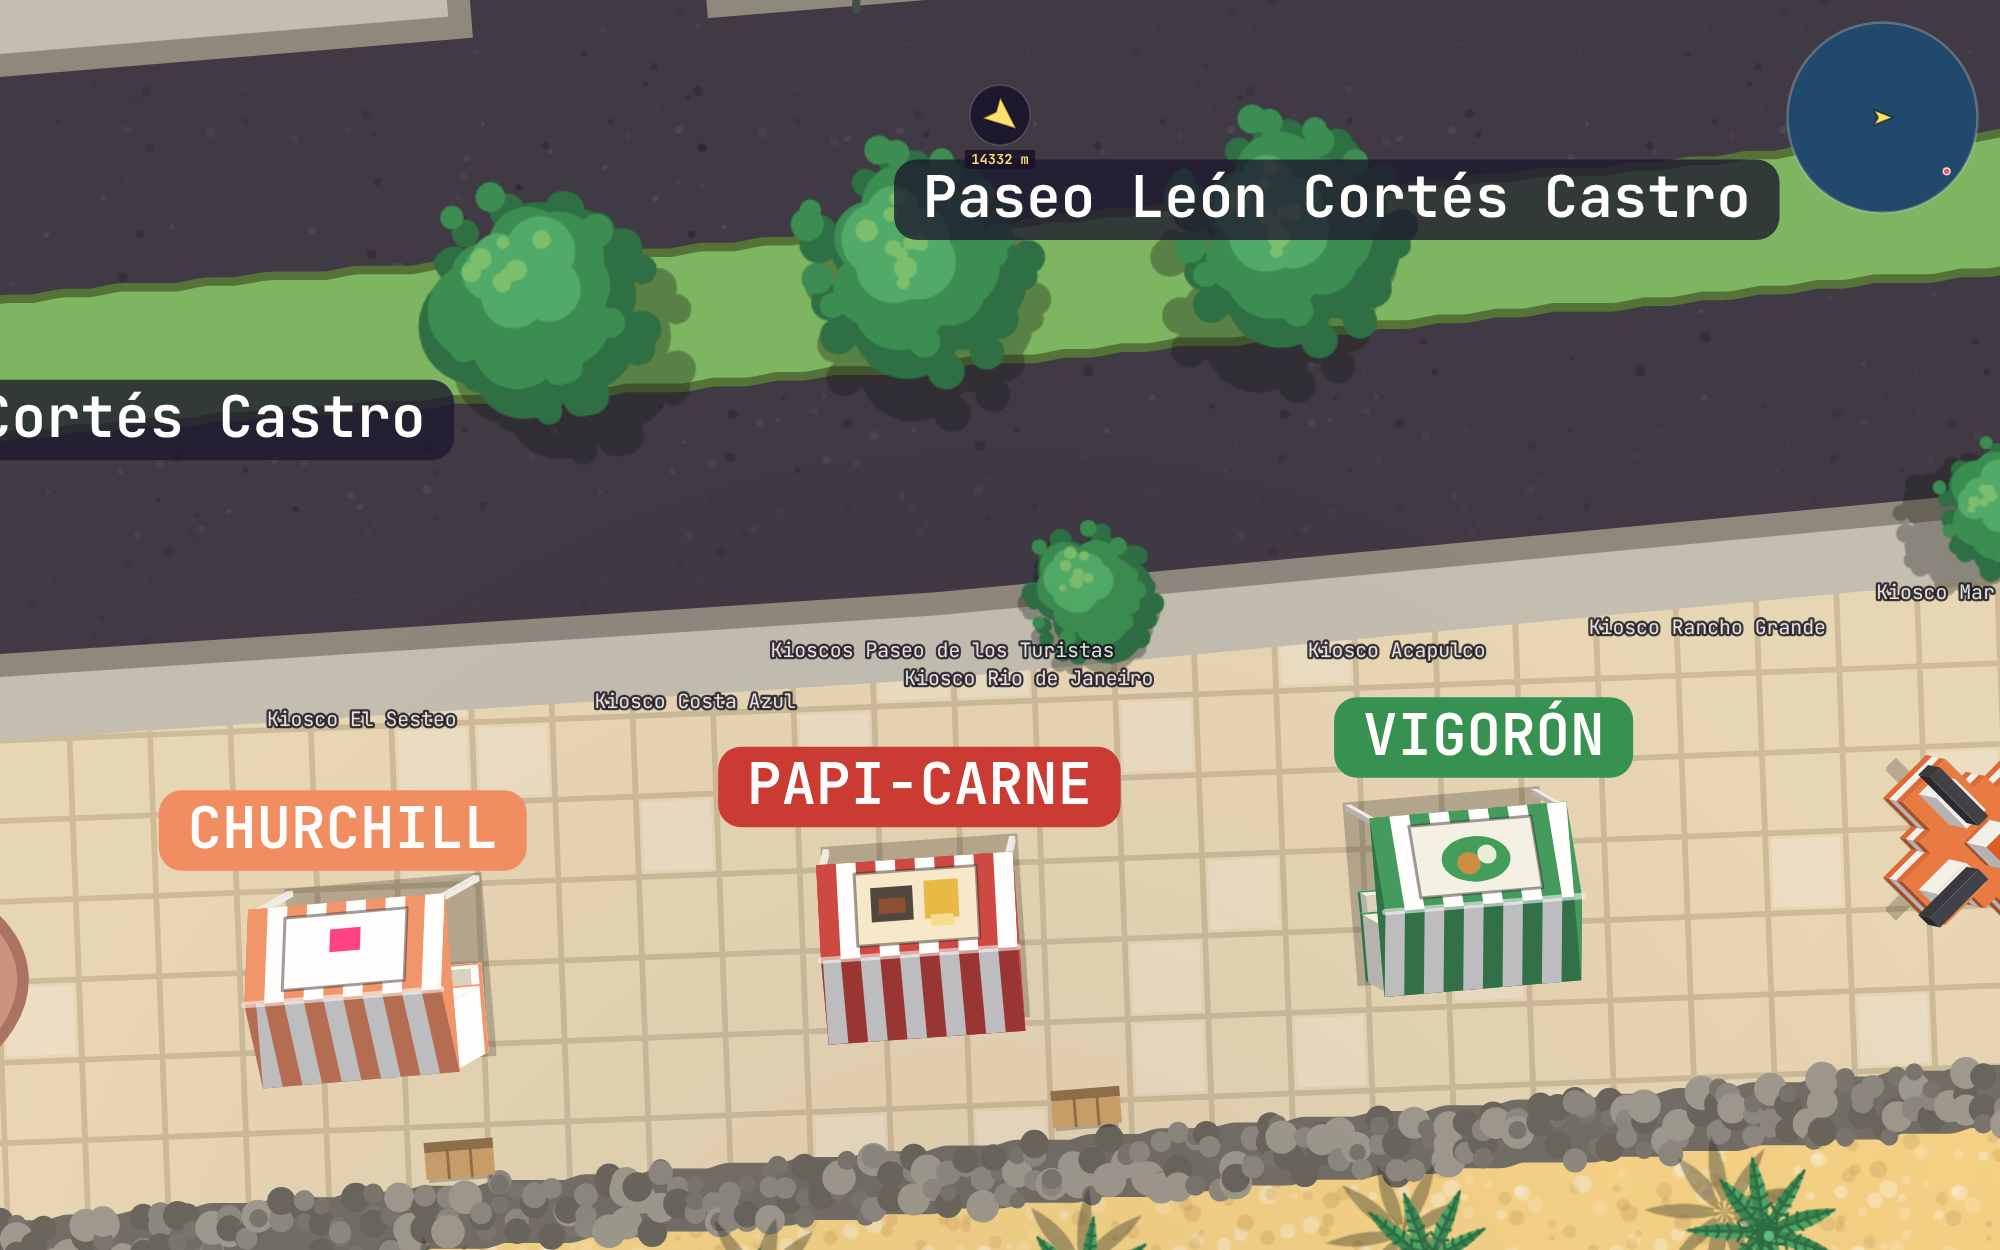 14332 m
Paseo León Cortés Castro
Cortés Castro
Kiosco Mar
Kiosco Rancho Grande
Kioscos Paseo de los Turistas
Kiosco Acapulco
Kiosco Rio de Janeiro
Kiosco Costa Azul
Kiosco El Sesteo
VIGORÓN
PAPI-CARNE
CHURCHILL